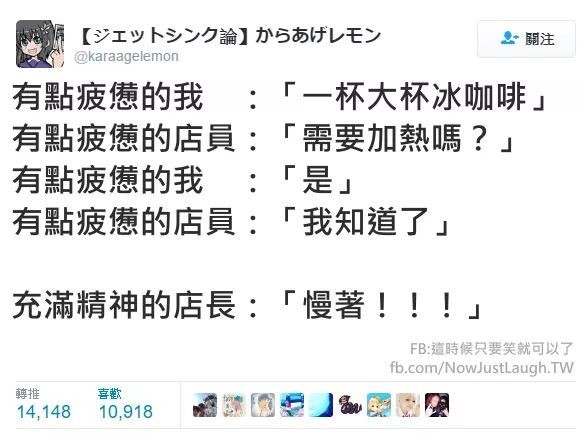 【ジェットシンク論】からあげレモン
@karaagelemon
關注
有點疲憊的我　：「一杯大杯冰咖啡」
有點疲憊的店員：「需要加熱嗎？」
有點疲憊的我　：「是」
有點疲憊的店員：「我知道了」
充滿精神的店長：「慢著！！！」
FB:這時候只要笑就可以了
fb.com/NowJustLaugh.TW
轉推 喜歡
14,148 10,918